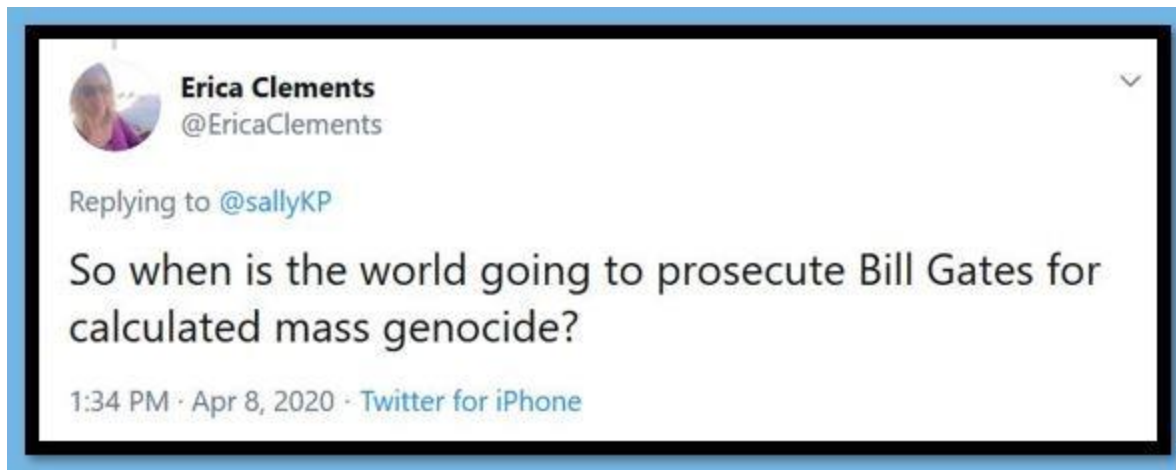 Erica Clements
@EricaClements
Replying to @sallyKP
So when is the world going to prosecute Bill Gates for
calculated mass genocide?
1:34 PM · Apr 8, 2020 · Twitter for iPhone